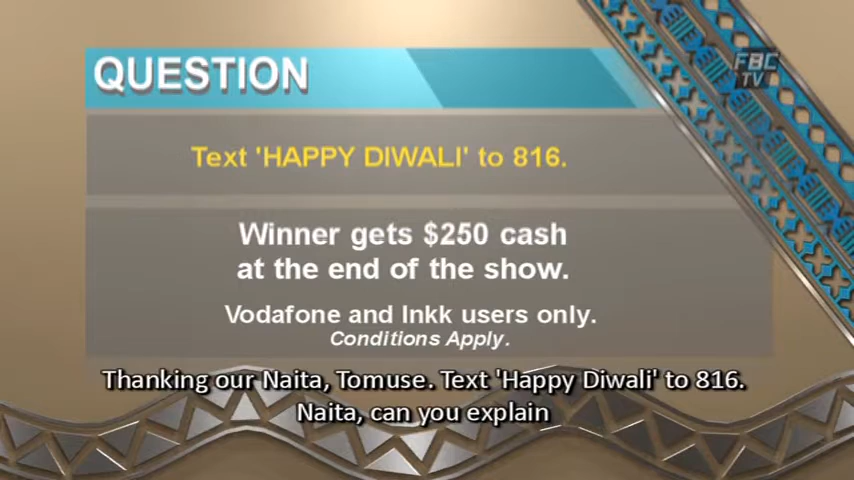 QUESTION
FBC
TV
Text 'HAPPY DIWALI' to 816.
Winner gets $250 cash
at the end of the show.
Vodafone and Inkk users only.
Conditions Apply.
Thanking our Naita, Tomuse. Text 'Happy Diwali' to 816.
Naita, can you explain